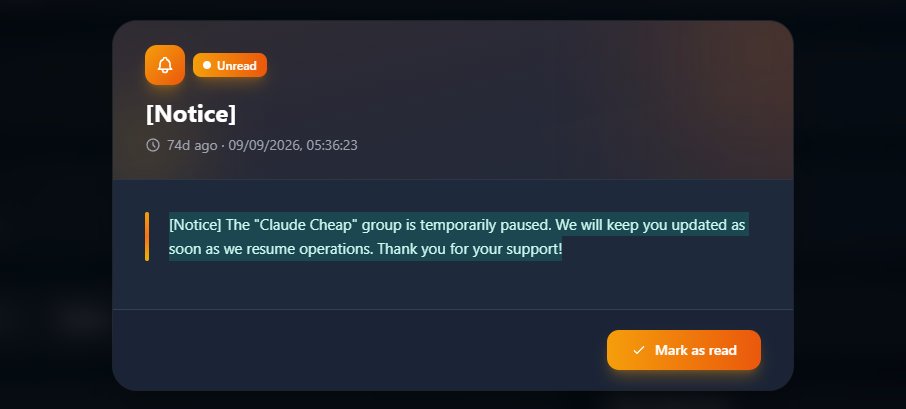 Unread
[Notice]
74d ago · 09/09/2026, 05:36:23
[Notice] The "Claude Cheap" group is temporarily paused. We will keep you updated as
soon as we resume operations. Thank you for your support!
Mark as read